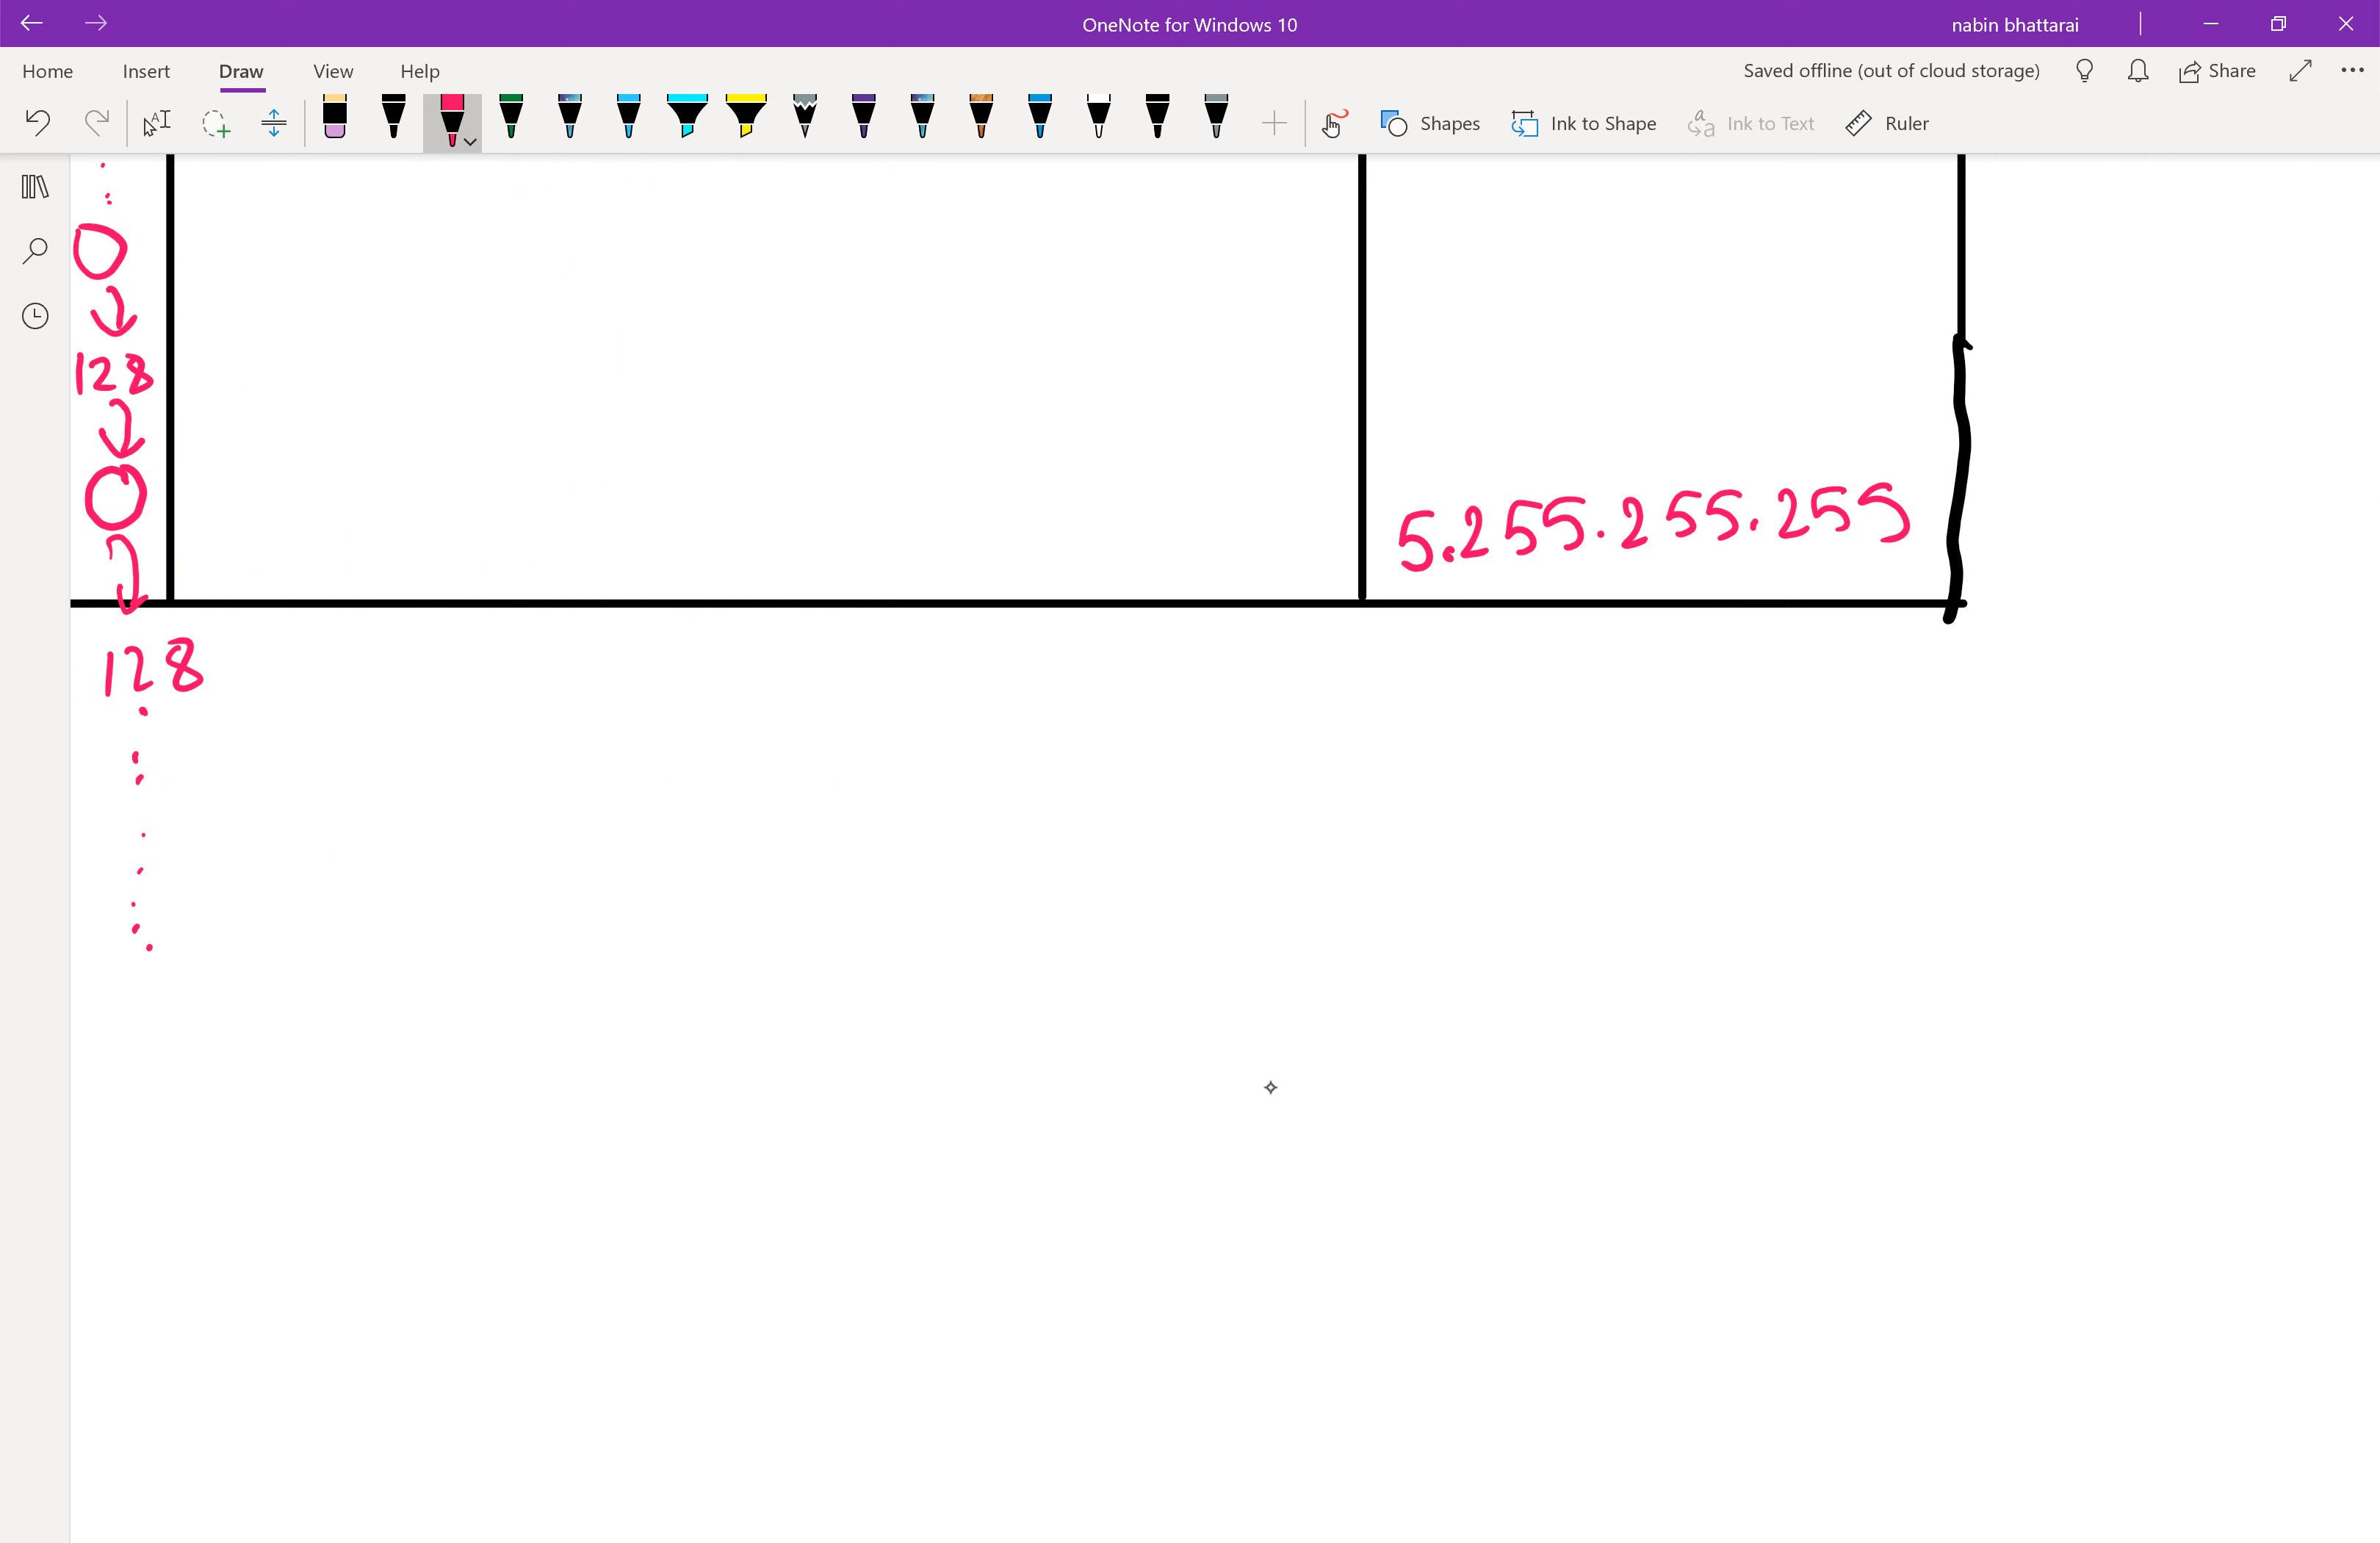 OneNote for Windows 10
nabin bhattarai
Home Insert Draw View Help
Saved offline (out of cloud storage)
Share
Shapes
Ink to Shape
Ink to Text
Ruler
0
128
0
5.255.255.255
128